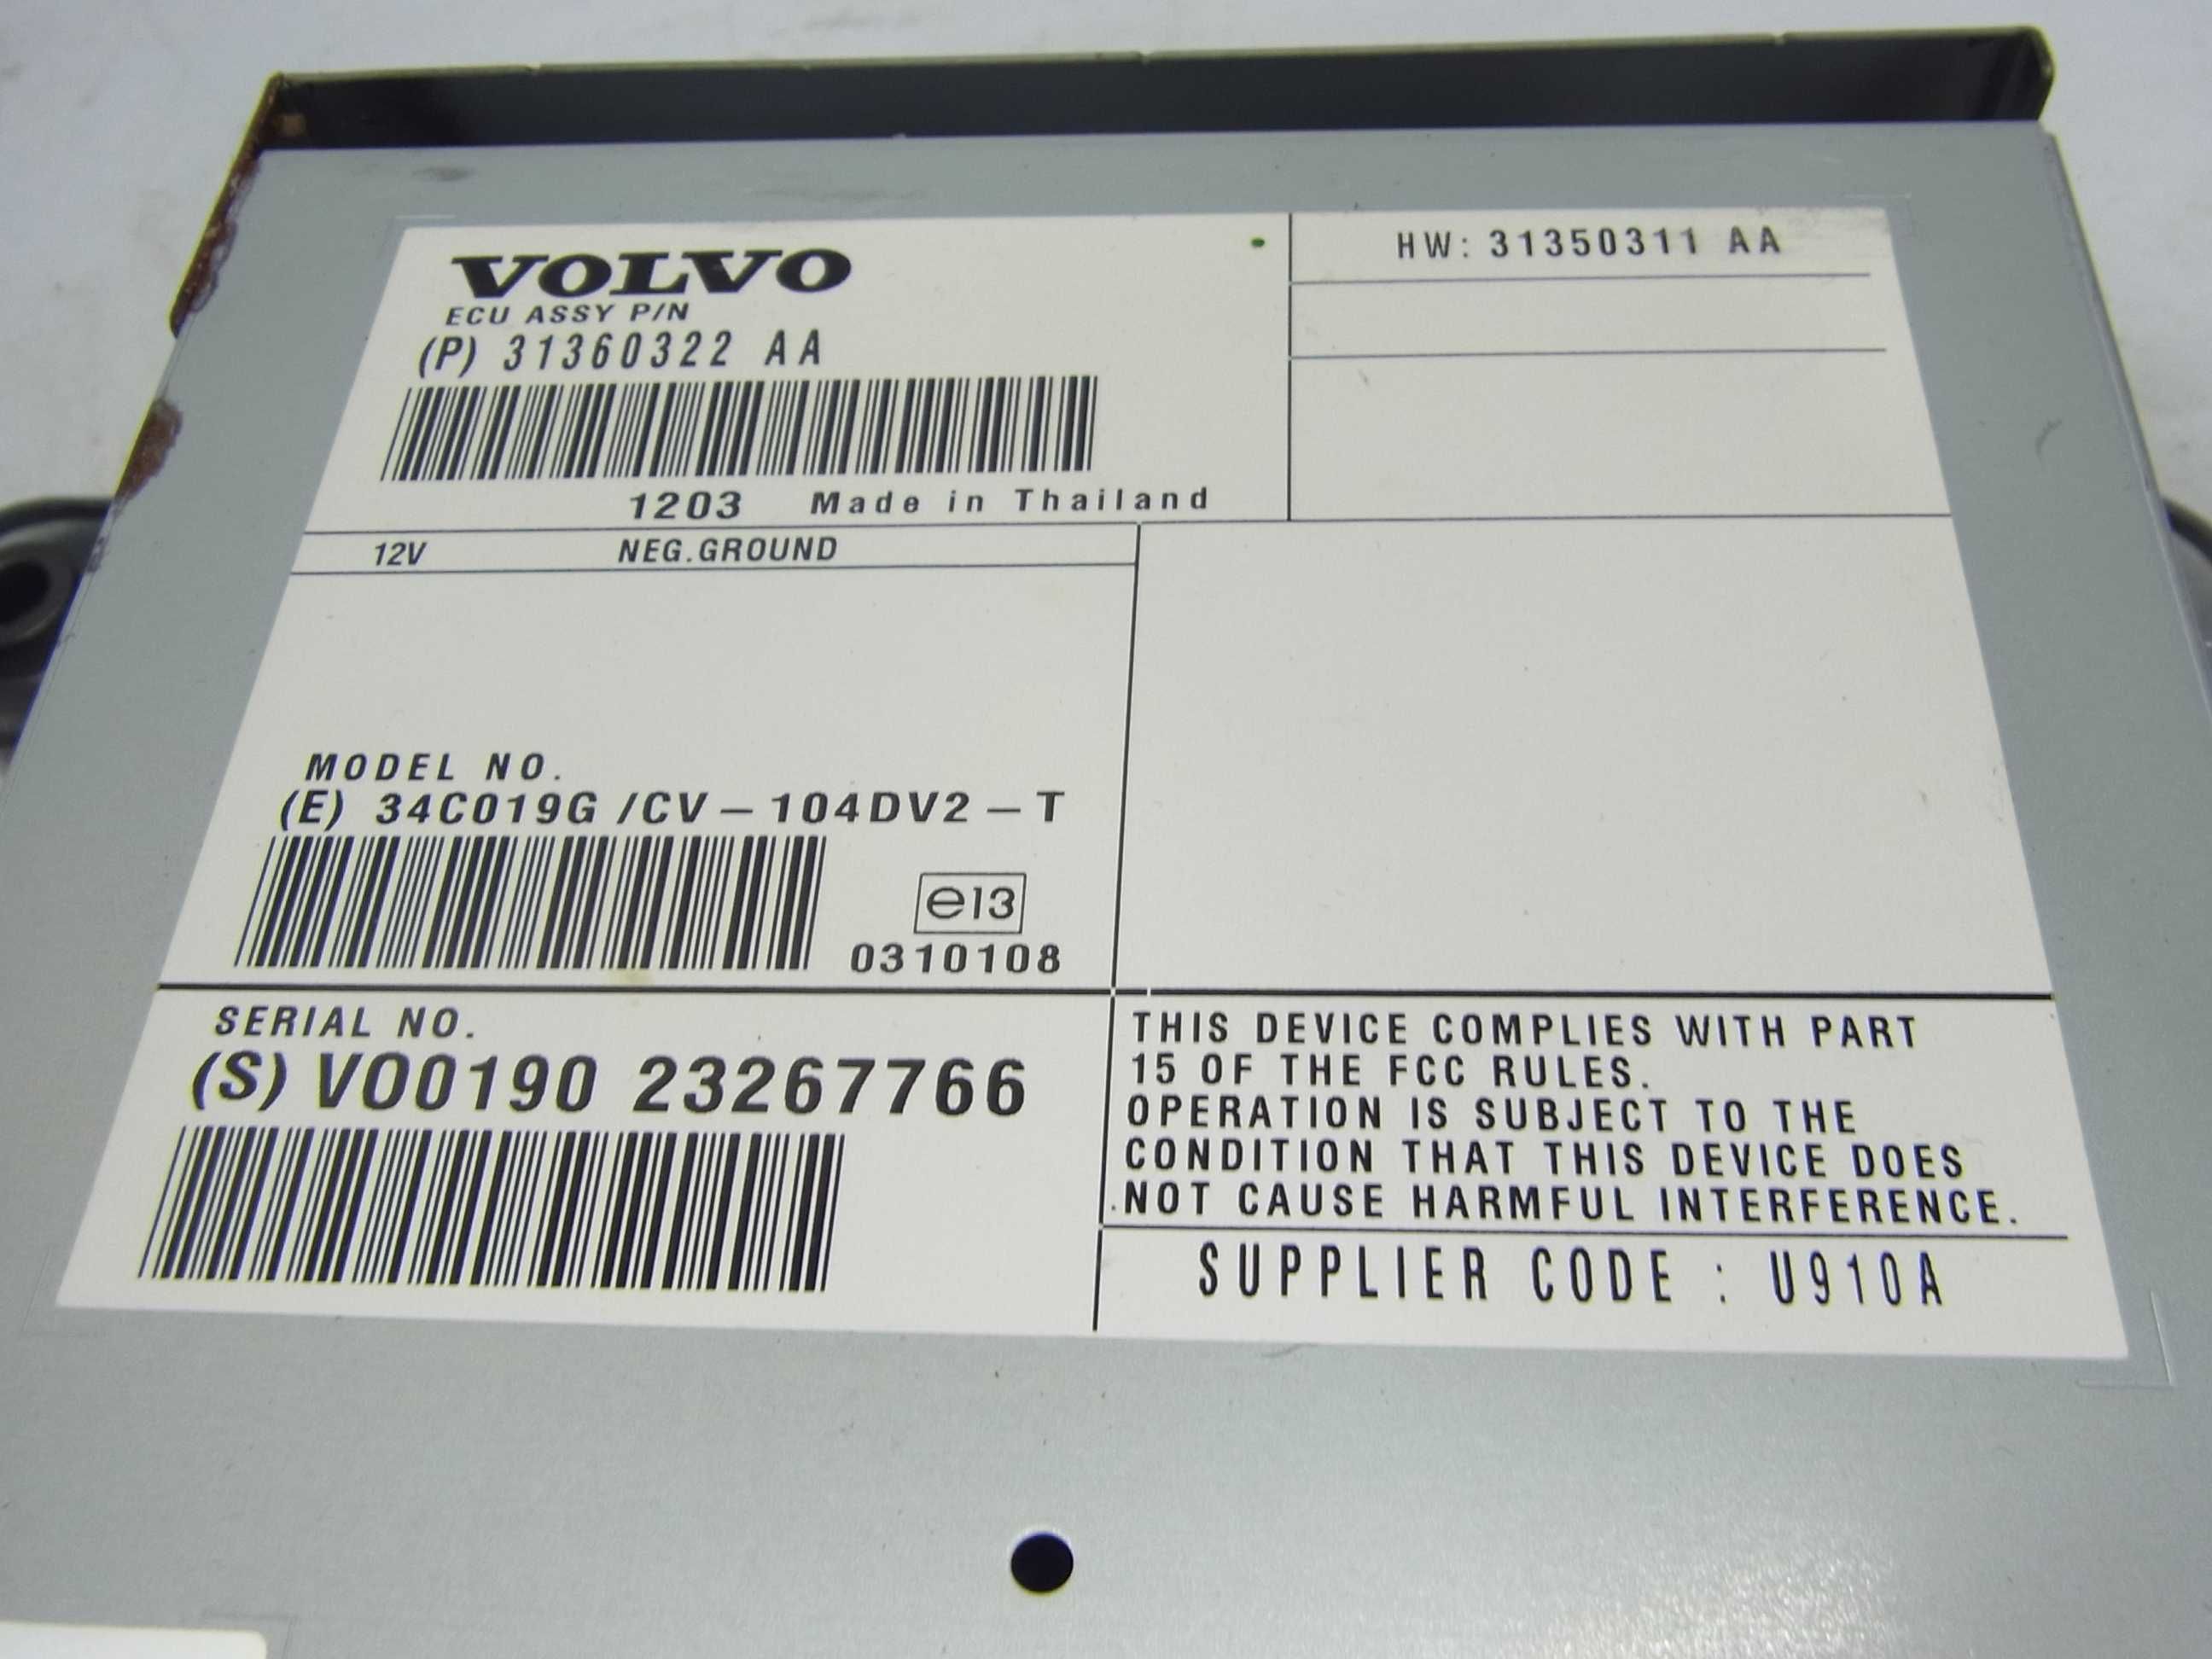 VOLVO
HW: 31350311 AA
ECU ASSY P/N
(P) 31360322 AA
1203 Made in Thailand
12V NEG.GROUND
MODEL NO.
(E) 34C019G /CV-104DV2-T
e13
0310108
SERIAL NO.
(S) VO0190 23267766
THIS DEVICE COMPLIES WITH PART
15 OF THE FCC RULES.
OPERATION IS SUBJECT TO THE
CONDITION THAT THIS DEVICE DOES
NOT CAUSE HARMFUL INTERFERENCE.
SUPPLIER CODE : U910A